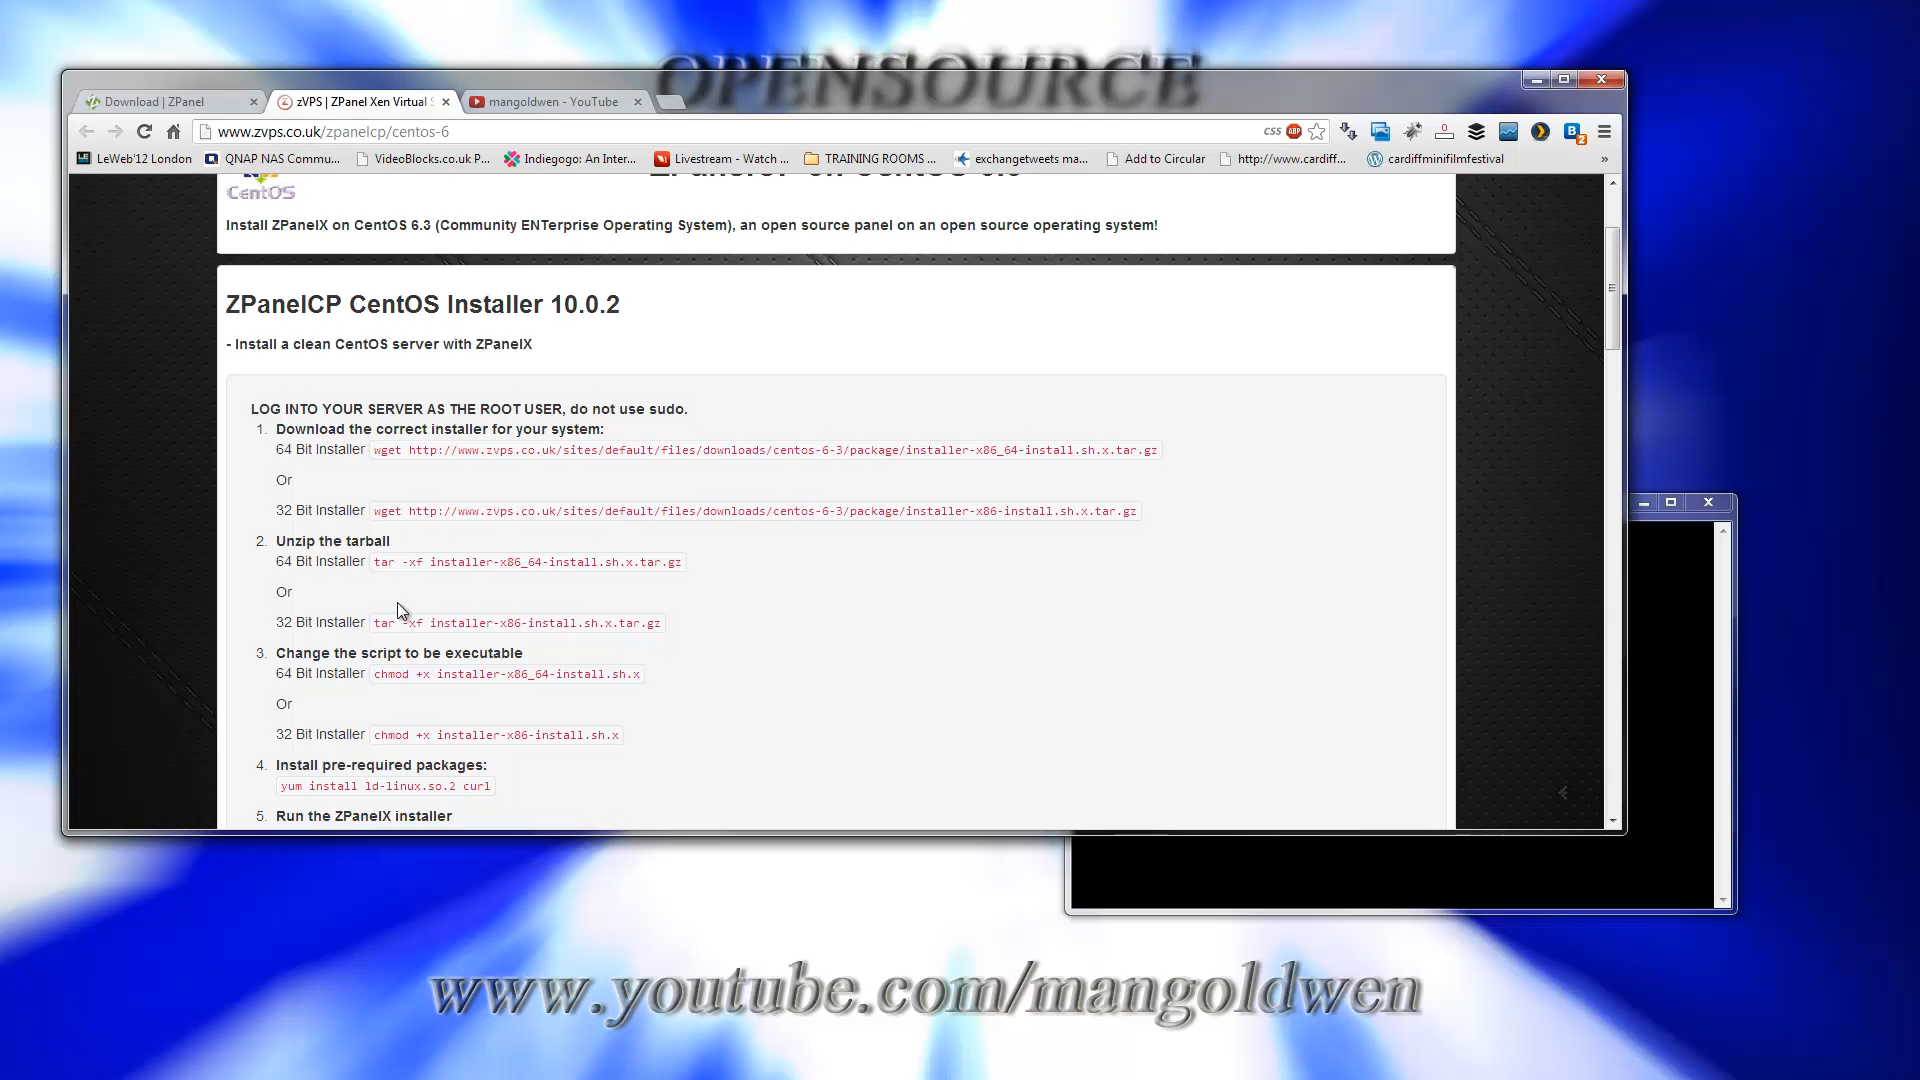 OPENSOURCE
Download | ZPanel
zVPS | ZPanel Xen Virtual S
mangoldwen - YouTube
www.zvps.co.uk/zpanelcp/centos-6
CSS ABP 0 B 2
LeWeb'12 London
QNAP NAS Commu...
VideoBlocks.co.uk P...
Indiegogo: An Inter...
Livestream - Watch ...
TRAINING ROOMS ...
exchangetweets ma...
Add to Circular
http://www.cardiff...
cardiffminifilmfestival
»
CentOS
Install ZPanelX on CentOS 6.3 (Community ENTerprise Operating System), an open source panel on an open source operating system!
ZPanelCP CentOS Installer 10.0.2
- Install a clean CentOS server with ZPanelX
LOG INTO YOUR SERVER AS THE ROOT USER, do not use sudo.
1. Download the correct installer for your system:
64 Bit Installer wget http://www.zvps.co.uk/sites/default/files/downloads/centos-6-3/package/installer-x86_64-install.sh.x.tar.gz
Or
32 Bit Installer wget http://www.zvps.co.uk/sites/default/files/downloads/centos-6-3/package/installer-x86-install.sh.x.tar.gz
2. Unzip the tarball
64 Bit Installer tar -xf installer-x86_64-install.sh.x.tar.gz
Or
32 Bit Installer tar -xf installer-x86-install.sh.x.tar.gz
3. Change the script to be executable
64 Bit Installer chmod +x installer-x86_64-install.sh.x
Or
32 Bit Installer chmod +x installer-x86-install.sh.x
4. Install pre-required packages:
yum install ld-linux.so.2 curl
5. Run the ZPanelX installer
www.youtube.com/mangoldwen